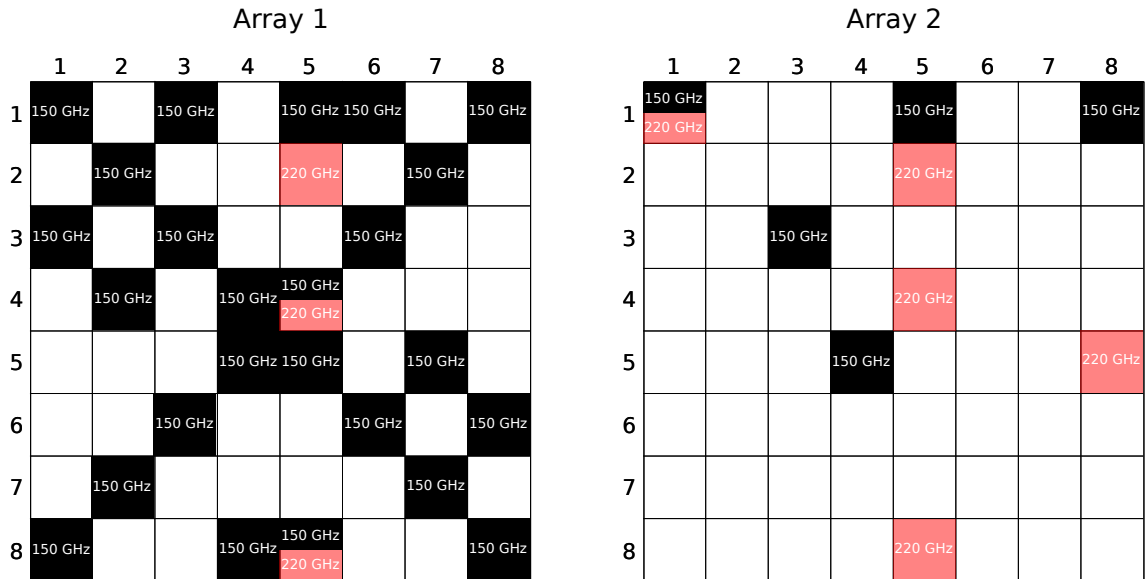 Array 1
1 2 3 4 5 6 7 8
1 150 GHz 150 GHz 150 GHz 150 GHz 150 GHz
2 150 GHz 220 GHz 150 GHz
3 150 GHz 150 GHz 150 GHz
4 150 GHz 150 GHz 150 GHz
220 GHz
5 150 GHz 150 GHz 150 GHz
6 150 GHz 150 GHz 150 GHz
7 150 GHz 150 GHz
8 150 GHz 150 GHz 150 GHz 150 GHz
220 GHz
Array 2
1 2 3 4 5 6 7 8
1 150 GHz 150 GHz 150 GHz
220 GHz
2 220 GHz
3 150 GHz
4 220 GHz
5 150 GHz 220 GHz
6
7
8 220 GHz